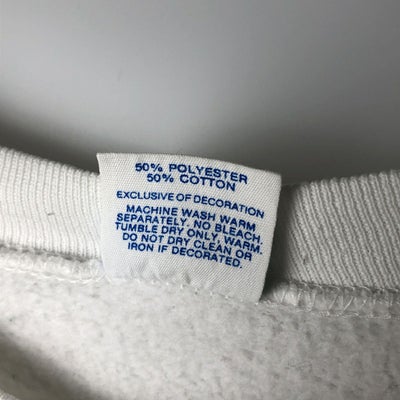 50% POLYESTER
50% COTTON
EXCLUSIVE OF DECORATION
MACHINE WASH WARM
SEPARATELY. NO BLEACH.
TUMBLE DRY ONLY, WARM.
DO NOT DRY CLEAN OR
IRON IF DECORATED.